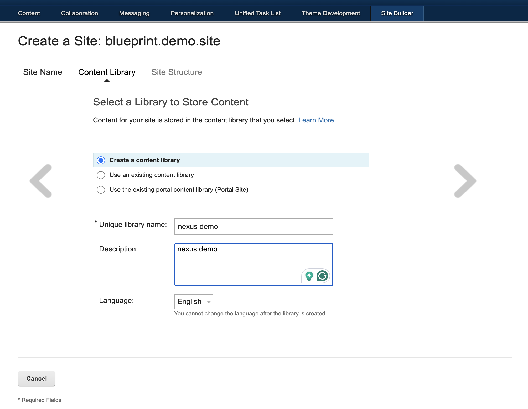 Content Collaboration Messaging Personalization Unified Task List Theme Development Site Builder
Create a Site: blueprint.demo.site
Site Name Content Library Site Structure
Select a Library to Store Content
Content for your site is stored in the content library that you select. Learn More
Create a content library
Use an existing content library
Use the existing portal content library (Portal Site)
* Unique library name: nexus demo
Description: nexus demo
Language: English
You cannot change the language after the library is created.
Cancel
* Required Fields